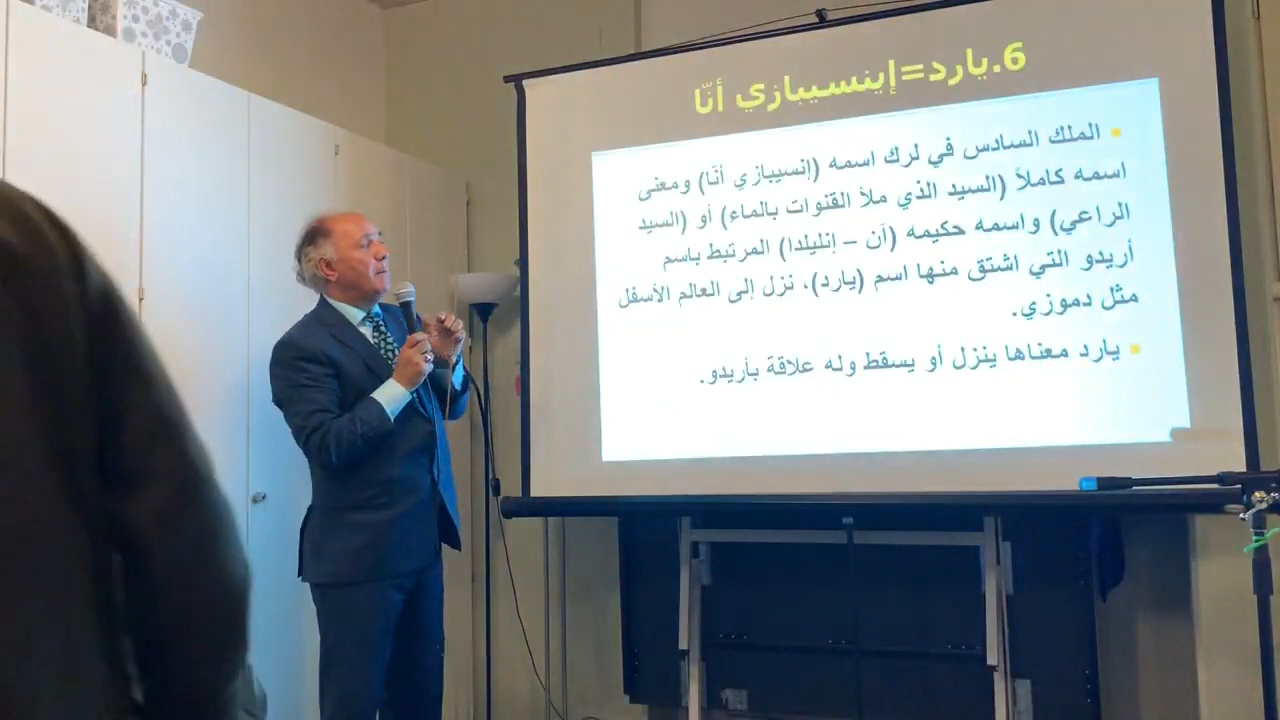 6.يارد=إينسيبازي أنّا
الملك السادس في لرك اسمه (إنسيبازي أنّا) ومعنى
اسمه كاملاً (السيد الذي ملأ القنوات بالماء) أو (السيد
الراعي) واسمه حكيمه (آن – إنليلدا) المرتبط باسم
أريدو التي اشتق منها اسم (يارد)، نزل إلى العالم الأسفل
مثل دموزي.
يارد معناها ينزل أو يسقط وله علاقة بأريدو.